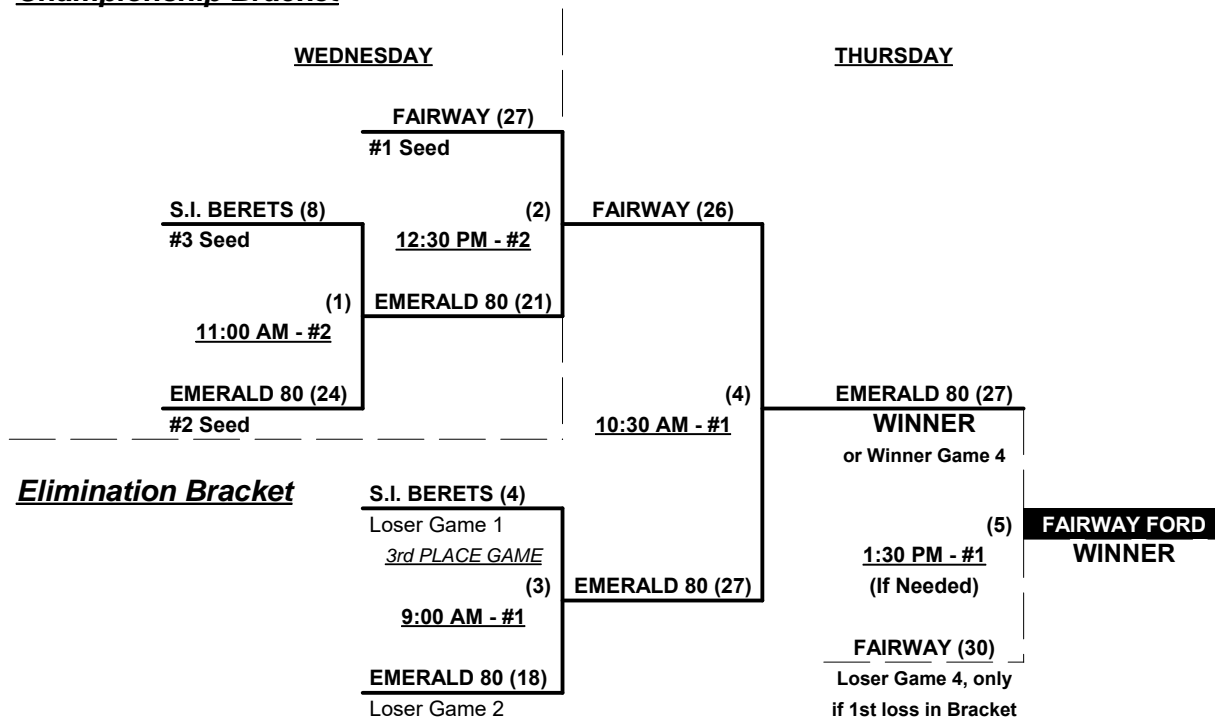 Championship Bracket
WEDNESDAY
THURSDAY
FAIRWAY (27)
#1 Seed
S.I. BERETS (8)
#3 Seed
(2)
12:30 PM - #2
FAIRWAY (26)
(1)
11:00 AM - #2
EMERALD 80 (21)
EMERALD 80 (24)
#2 Seed
(4)
10:30 AM - #1
EMERALD 80 (27)
WINNER
or Winner Game 4
Elimination Bracket
S.I. BERETS (4)
Loser Game 1
3rd PLACE GAME
(3)
9:00 AM - #1
EMERALD 80 (27)
(5)
1:30 PM - #1
(If Needed)
FAIRWAY FORD
WINNER
EMERALD 80 (18)
Loser Game 2
FAIRWAY (30)
Loser Game 4, only
if 1st loss in Bracket